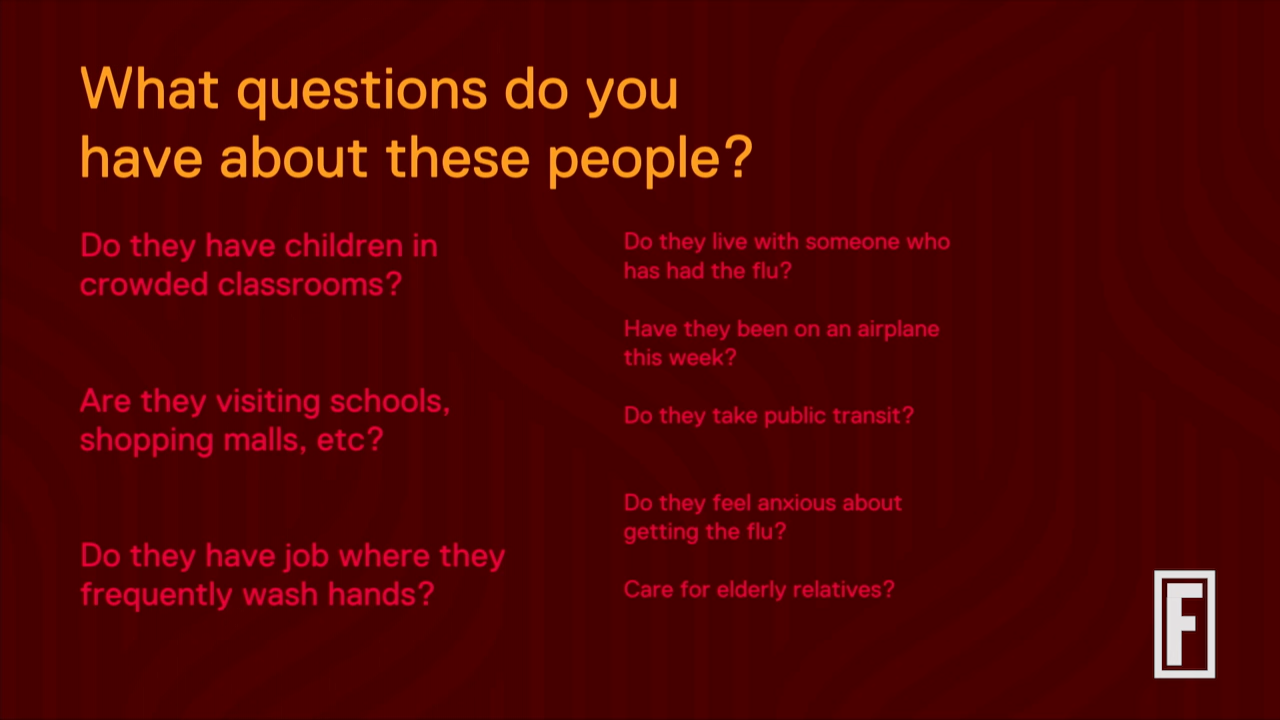 What questions do you
have about these people?
Do they have children in
crowded classrooms?
Are they visiting schools,
shopping malls, etc?
Do they have job where they
frequently wash hands?
Do they live with someone who
has had the flu?
Have they been on an airplane
this week?
Do they take public transit?
Do they feel anxious about
getting the flu?
Care for elderly relatives?
F